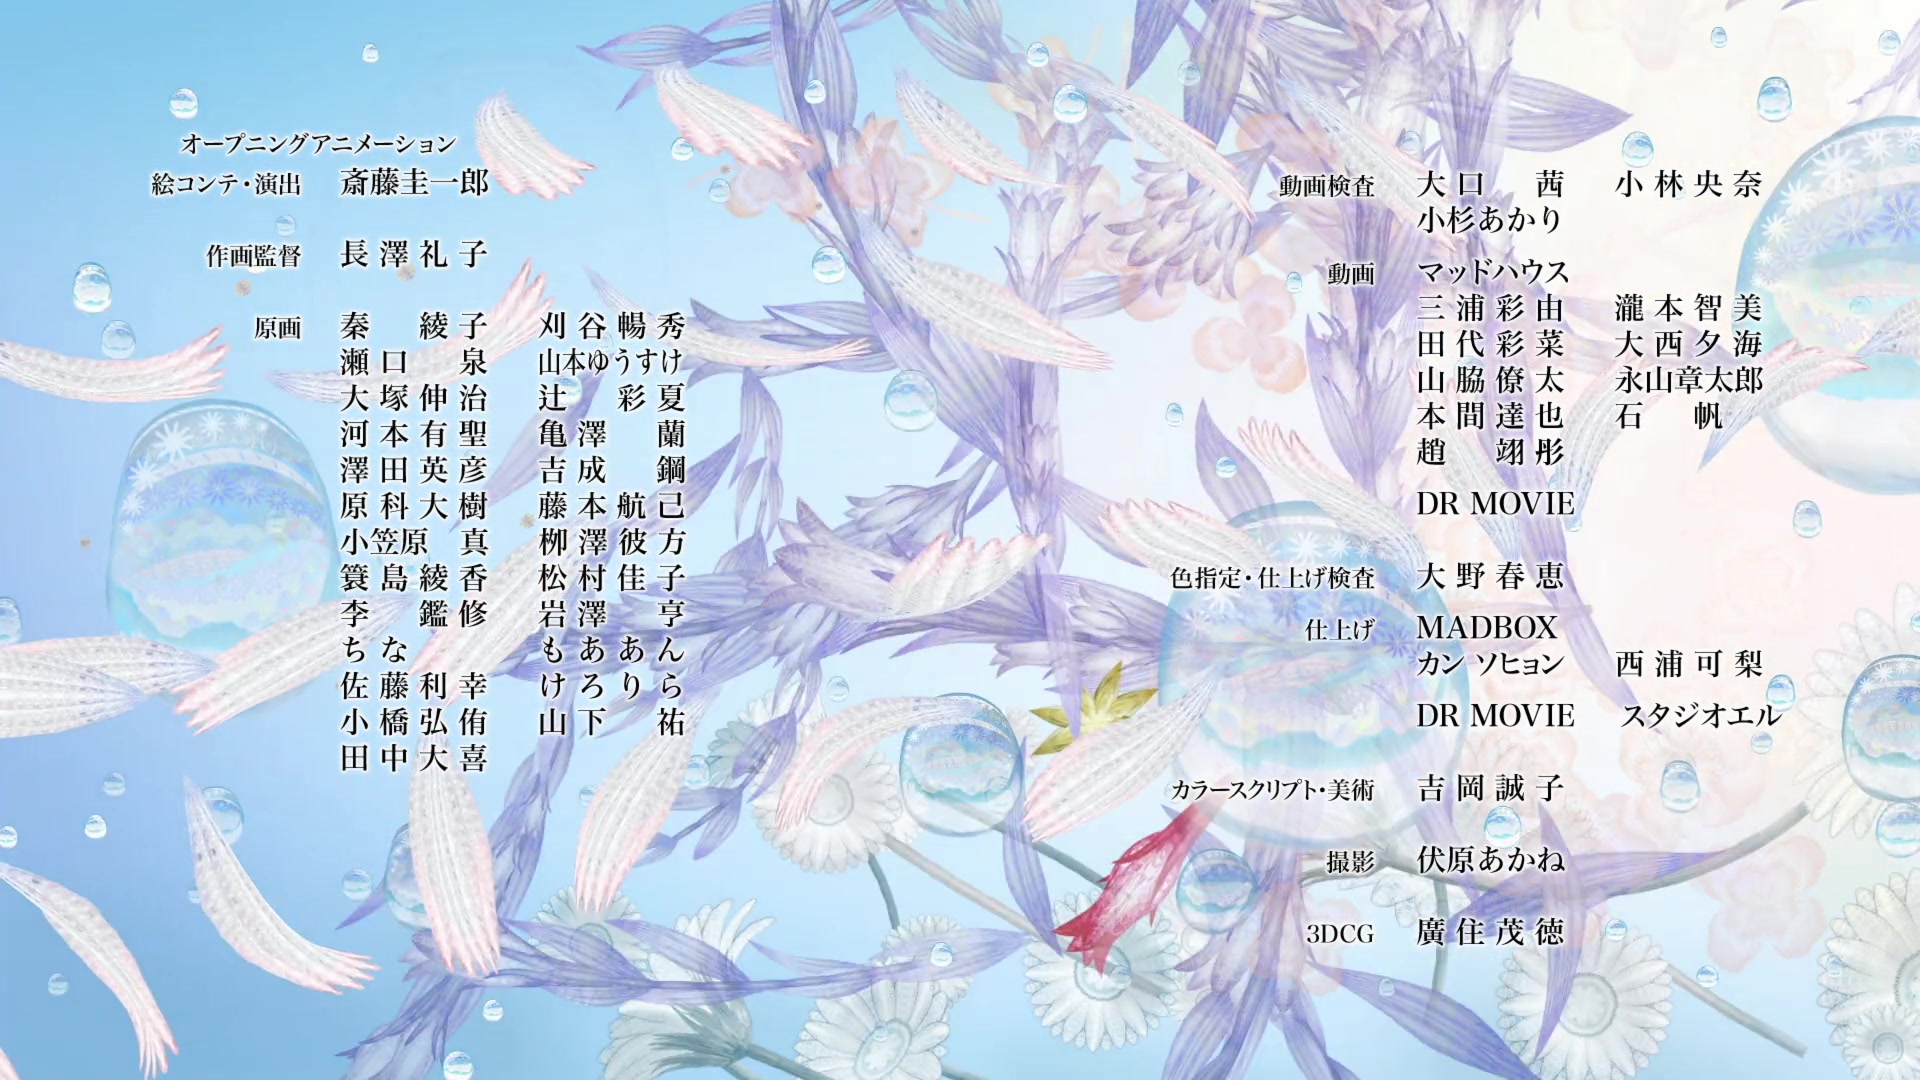 オープニングアニメーション
絵コンテ・演出 斎藤圭一郎
作画監督 長澤礼子
原画 秦 綾子 刈谷暢秀
瀬口 泉 山本ゆうすけ
大塚伸治 辻 彩夏
河本有聖 亀澤 蘭
澤田英彦 吉成 鋼
原科大樹 藤本航己
小笠原 真 柳澤彼方
簑島綾香 松村佳子
李 鑑修 岩澤 亨
ちな もああん
佐藤利幸 けろりら
小橋弘侑 山下 祐
田中大喜
動画検査 大口 茜 小林央奈
小杉あかり
動画 マッドハウス
三浦彩由 瀧本智美
田代彩菜 大西夕海
山脇僚太 永山章太郎
本間達也 石 帆
趙 翊彤
DR MOVIE
色指定・仕上げ検査 大野春恵
仕上げ MADBOX
カン ソヒョン 西浦可梨
DR MOVIE スタジオエル
カラースクリプト・美術 吉岡誠子
撮影 伏原あかね
3DCG 廣住茂徳